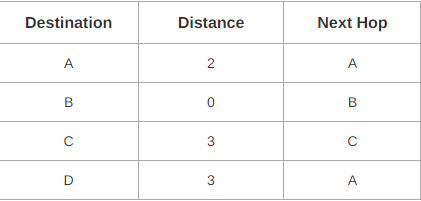 Destination Distance Next Hop
A 2 A
B 0 B
C 3 C
D 3 A